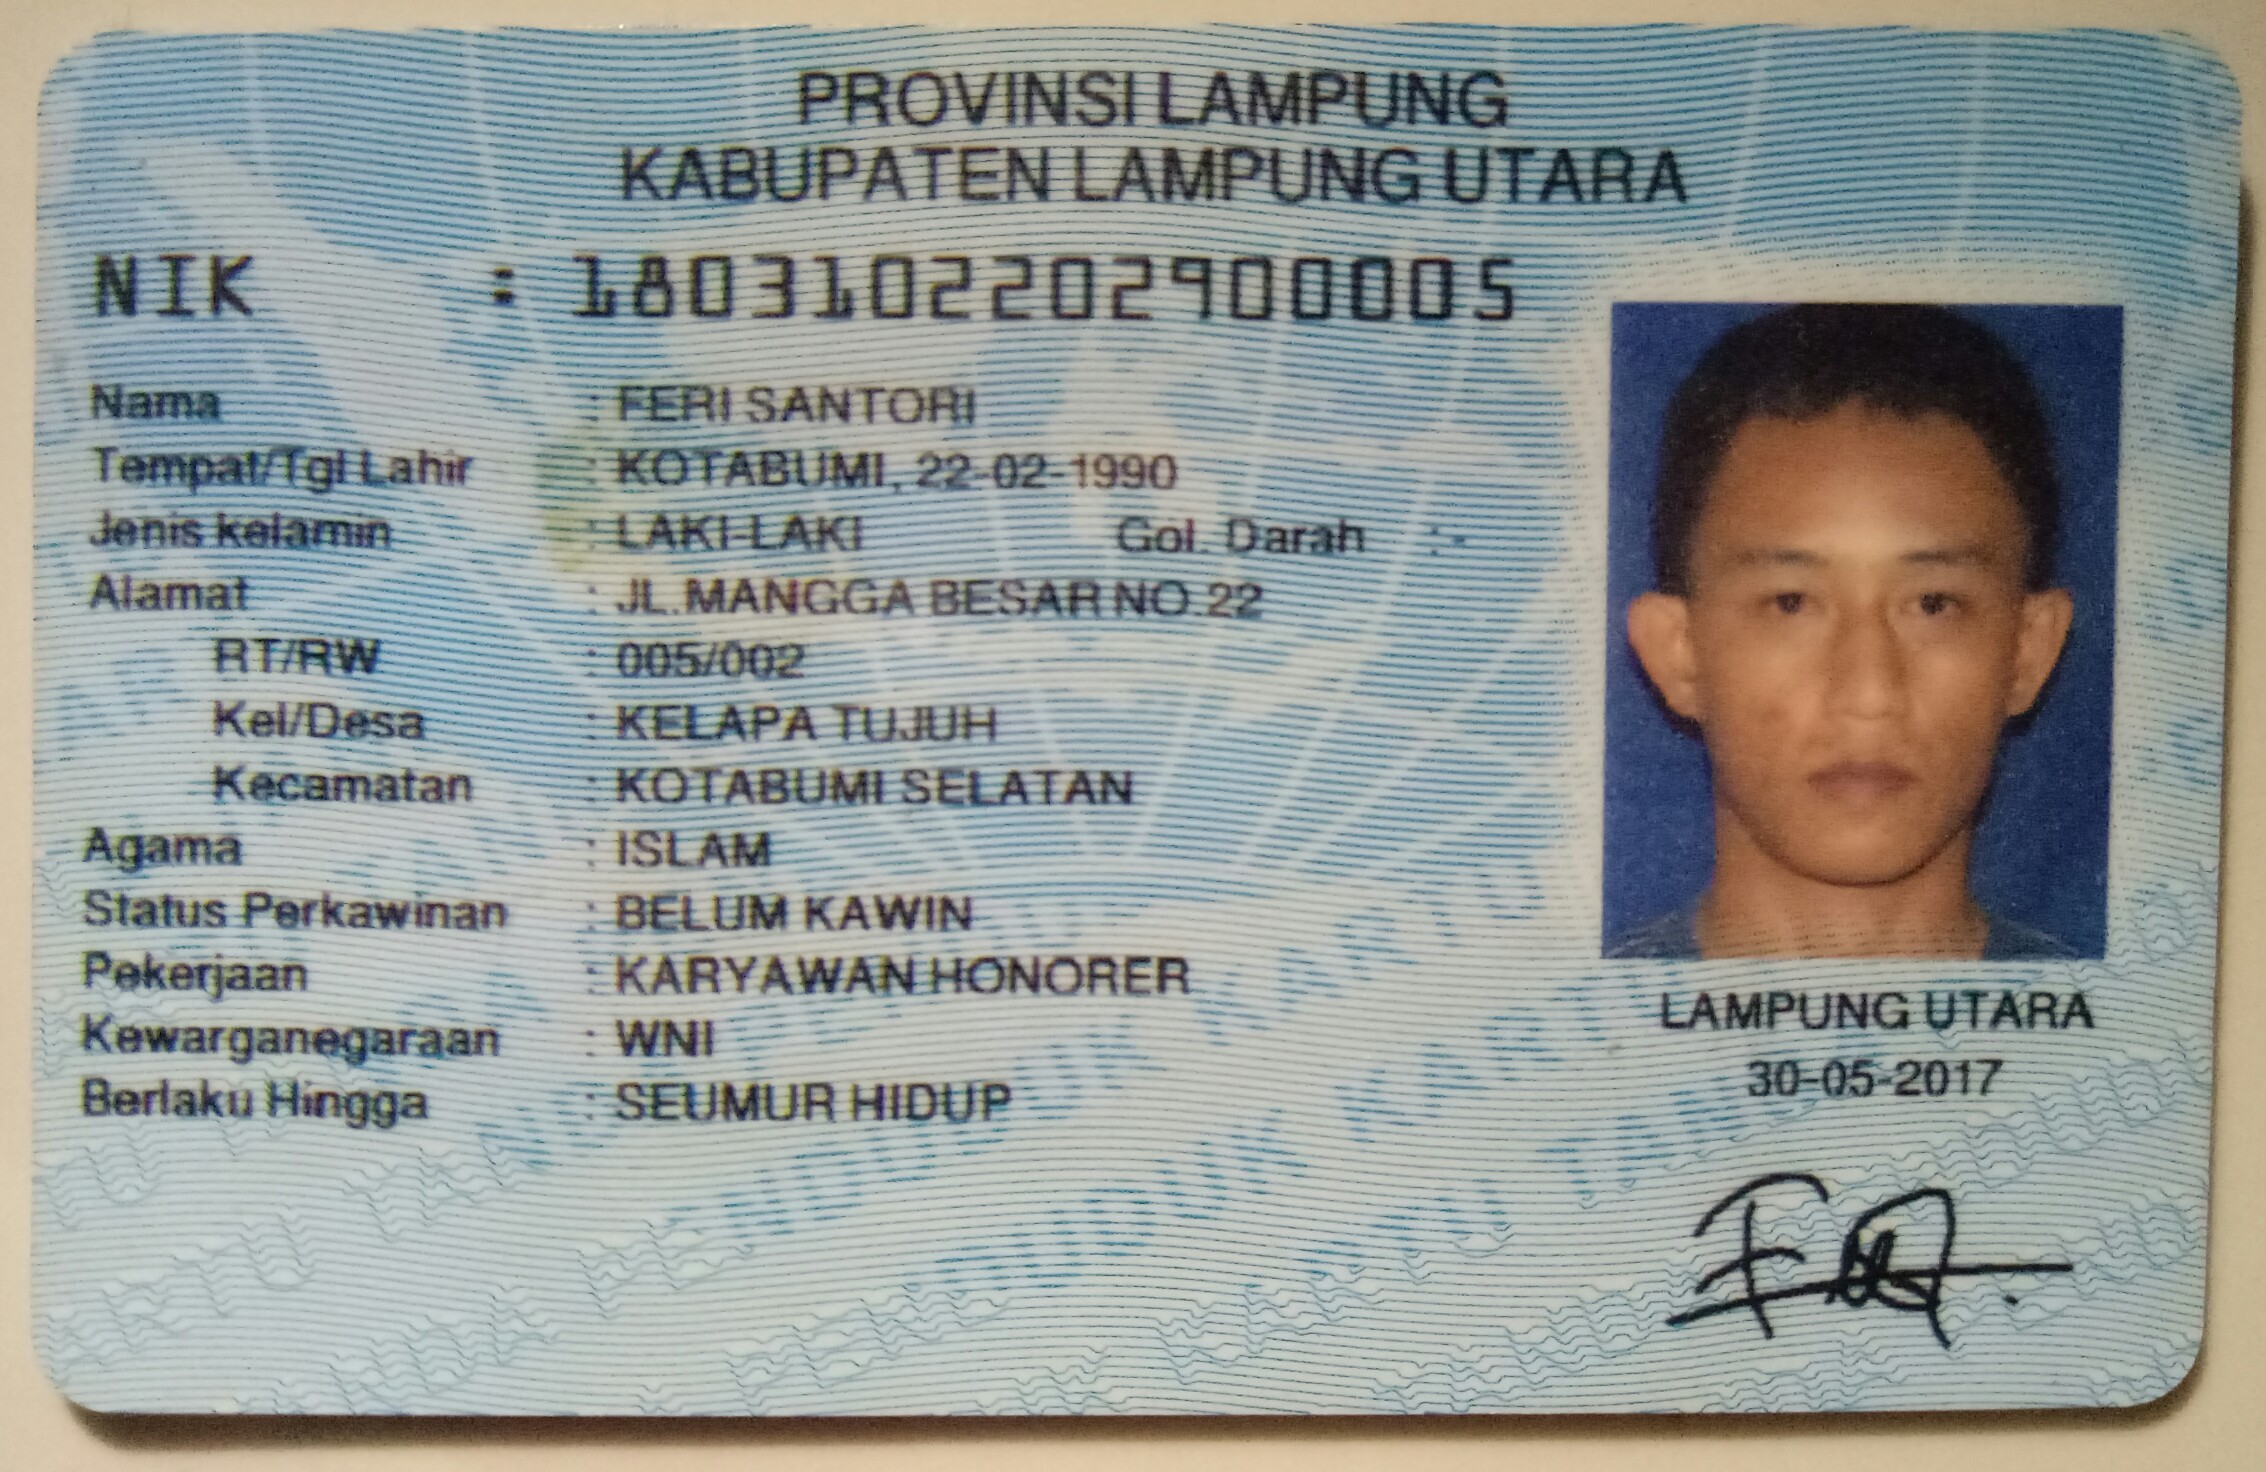 PROVINSI LAMPUNG
KABUPATEN LAMPUNG UTARA
NIK : 1803102202900005
Nama : FERI SANTORI
Tempat/Tgl Lahir : KOTABUMI, 22-02-1990
Jenis kelamin : LAKI-LAKI Gol. Darah : -
Alamat : JL.MANGGA BESAR NO.22
RT/RW : 005/002
Kel/Desa : KELAPA TUJUH
Kecamatan : KOTABUMI SELATAN
Agama : ISLAM
Status Perkawinan : BELUM KAWIN
Pekerjaan : KARYAWAN HONORER
Kewarganegaraan : WNI
Berlaku Hingga : SEUMUR HIDUP
LAMPUNG UTARA
30-05-2017